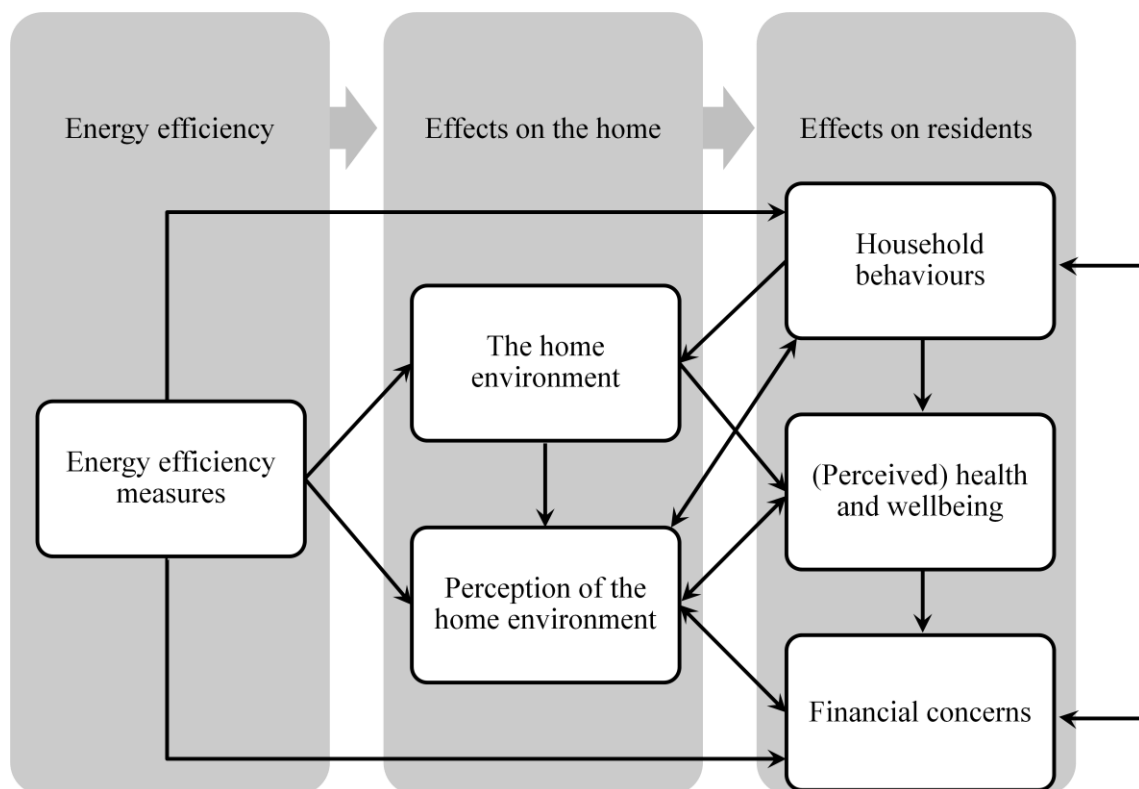 Energy efficiency
Effects on the home
Effects on residents
Household
behaviours
The home
environment
Energy efficiency
measures
(Perceived) health
and wellbeing
Perception of the
home environment
Financial concerns